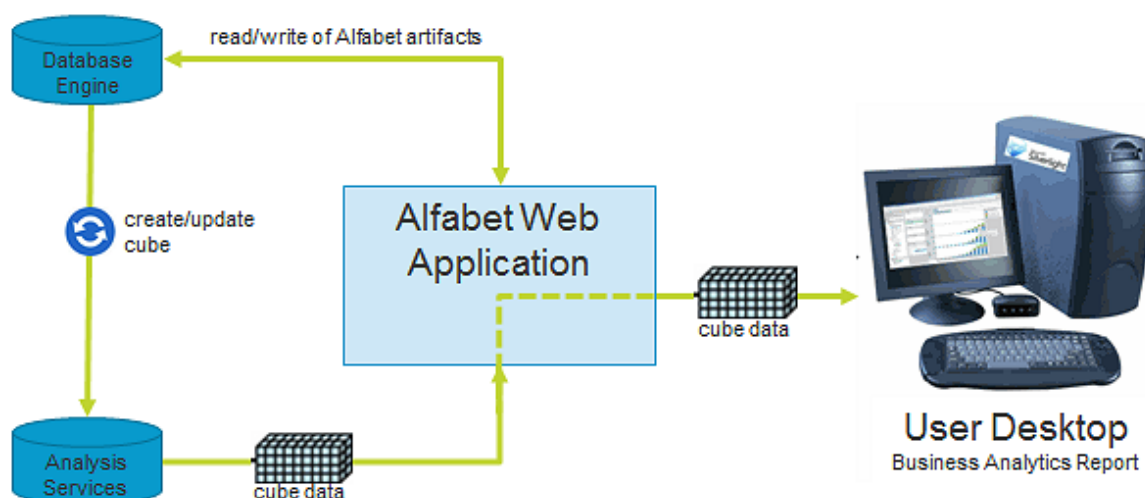 read/write of Alfabet artifacts
Database
Engine
create/update
cube
Alfabet Web
Application
Silverlight
cube data
User Desktop
Business Analytics Report
Analysis
Services
cube data